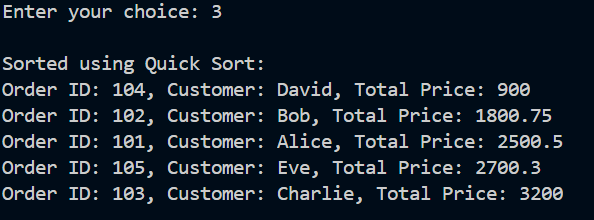 Enter your choice: 3
Sorted using Quick Sort:
Order ID: 104, Customer: David, Total Price: 900
Order ID: 102, Customer: Bob, Total Price: 1800.75
Order ID: 101, Customer: Alice, Total Price: 2500.5
Order ID: 105, Customer: Eve, Total Price: 2700.3
Order ID: 103, Customer: Charlie, Total Price: 3200